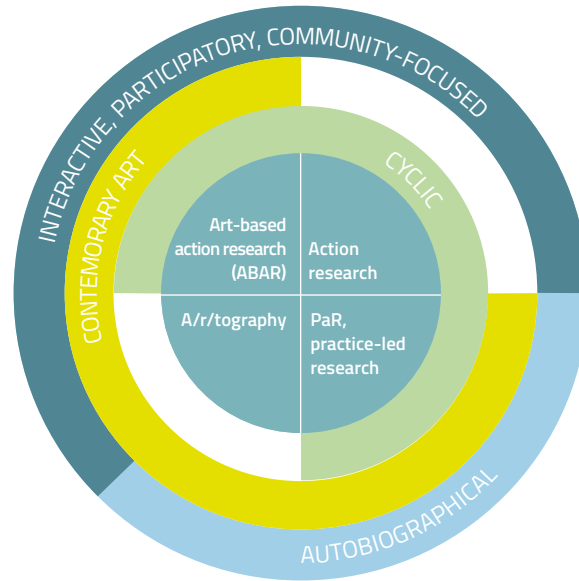 INTERACTIVE, PARTICIPATORY, COMMUNITY-FOCUSED
CONTEMORARY ART
CYCLIC
Art-based
action research
(ABAR)
Action
research
A/r/tography
PaR,
practice-led
research
AUTOBIOGRAPHICAL